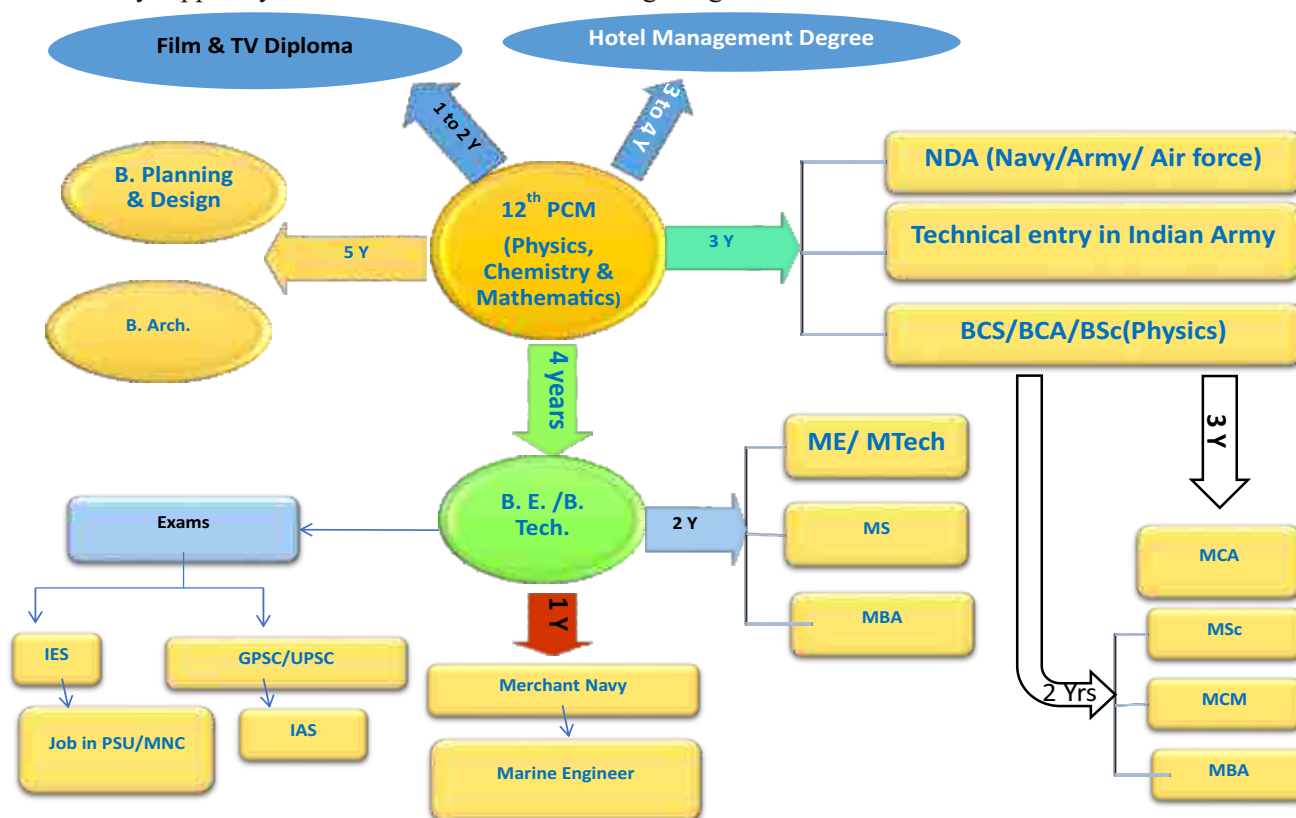 Film & TV Diploma
Hotel Management Degree
1 to 2 Y
3 to 4 Y
B. Planning
& Design
12th PCM
(Physics,
Chemistry &
Mathematics)
5 Y
3 Y
NDA (Navy/Army/ Air force)
Technical entry in Indian Army
B. Arch.
BCS/BCA/BSc(Physics)
4 years
3 Y
ME/ MTech
B. E. /B.
Tech.
2 Y
Exams
MS
MCA
MBA
1 Y
IES
GPSC/UPSC
Merchant Navy
MSc
2 Yrs
MCM
Job in PSU/MNC
IAS
Marine Engineer
MBA